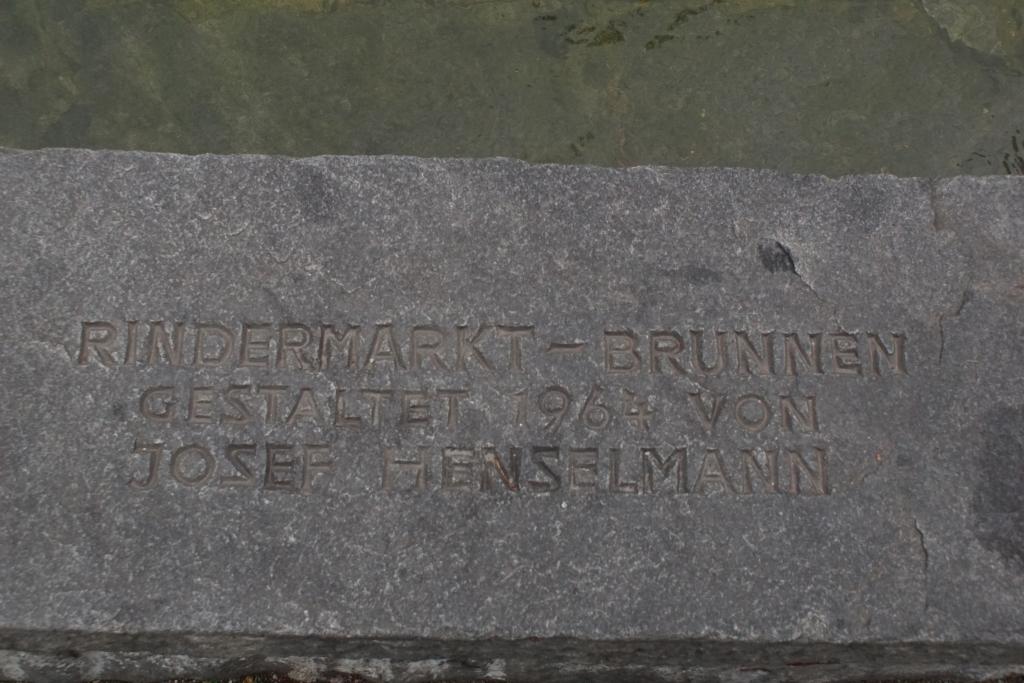 RINDERMARKT-BRUNNEN
GESTALTET 1964 VON
JOSEF HENSELMANN